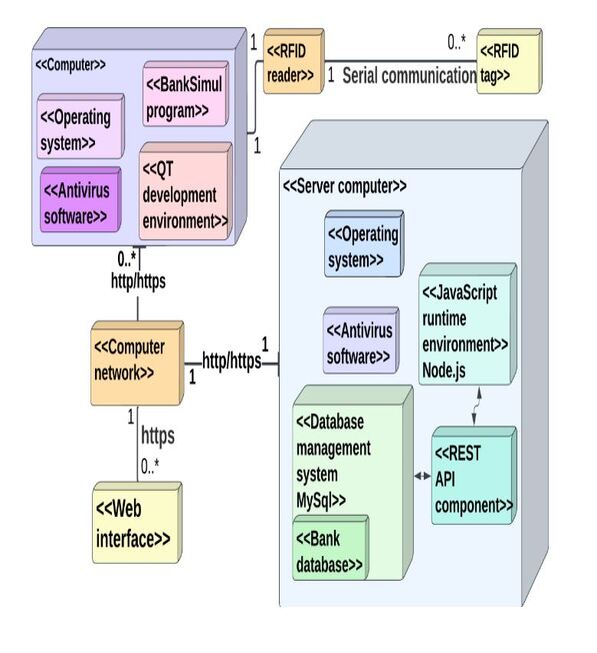 <<Computer>>
<<BankSimul
program>>
<<Operating
system>>
<<Antivirus
software>>
<<QT
development
environment>>
1
1
<<RFID
reader>>
1
Serial communication
0..*
<<RFID
tag>>
0..*
http/https
<<Computer
network>>
1
http/https
1
1
https
0..*
<<Web
interface>>
<<Server computer>>
<<Operating
system>>
<<Antivirus
software>>
<<JavaScript
runtime
environment>>
Node.js
<<Database
management
system
MySql>>
<<Bank
database>>
<<REST
API
component>>